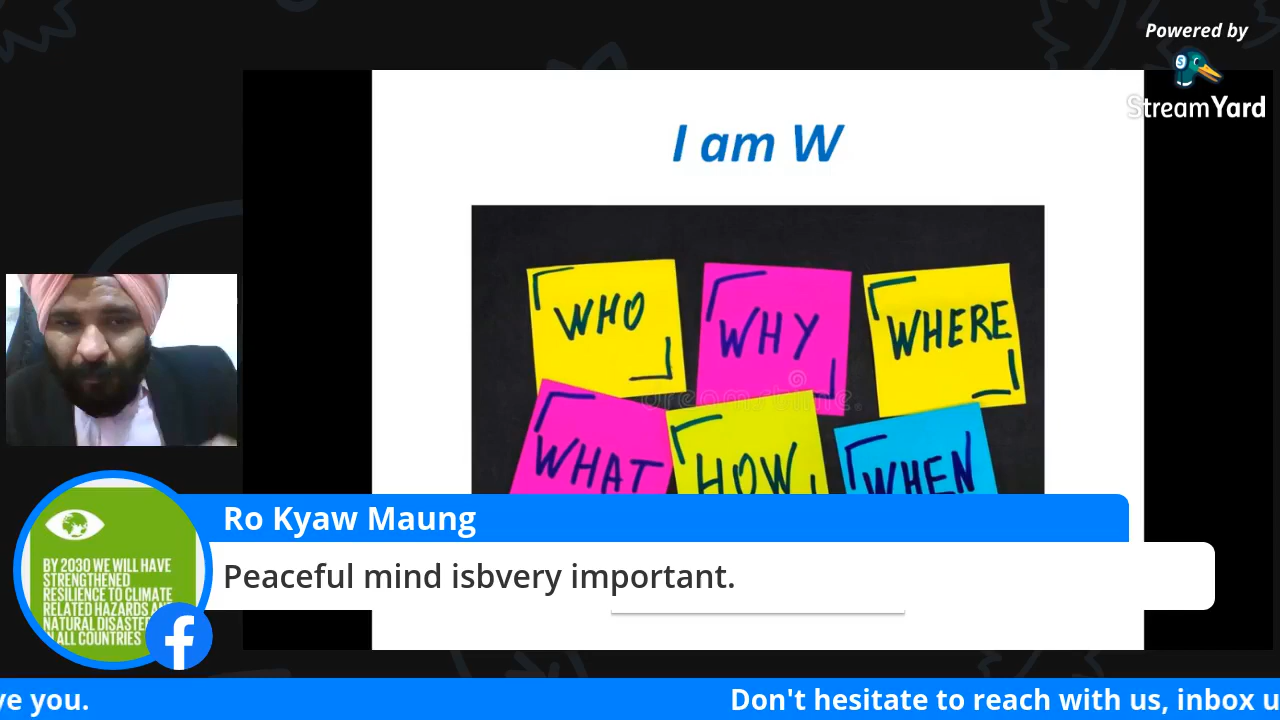 Powered by
StreamYard
I am W
WHO
WHY
WHERE
WHAT
HOW
WHEN
dreamstime.
Ro Kyaw Maung
Peaceful mind isbvery important.
BY 2030 WE WILL HAVE
STRENGTHENED
RESILIENCE TO CLIMATE
RELATED HAZARDS AN
NATURAL DISASTE
IN ALL COUNTRIES
ve you.
Don't hesitate to reach with us, inbox u